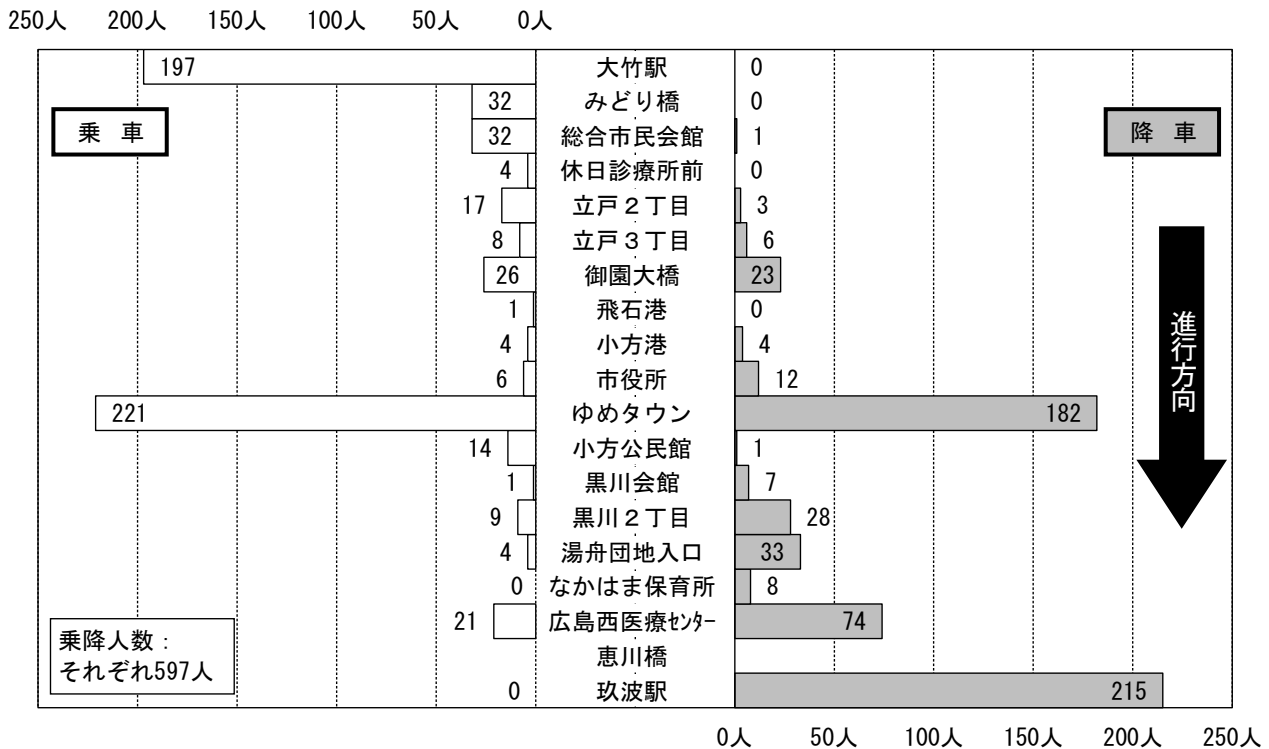 250人 200人 150人 100人 50人 0人
197 大竹駅 0
32 みどり橋 0
乗 車
降 車
32 総合市民会館 1
4 休日診療所前 0
17 立戸２丁目 3
8 立戸３丁目 6
26 御園大橋 23
1 飛石港 0
4 小方港 4
6 市役所 12
221 ゆめタウン 182
14 小方公民館 1
1 黒川会館 7
9 黒川２丁目 28
4 湯舟団地入口 33
0 なかはま保育所 8
21 広島西医療ｾﾝﾀｰ 74
恵川橋
0 玖波駅 215
進行方向
乗降人数：
それぞれ597人
0人 50人 100人 150人 200人 250人